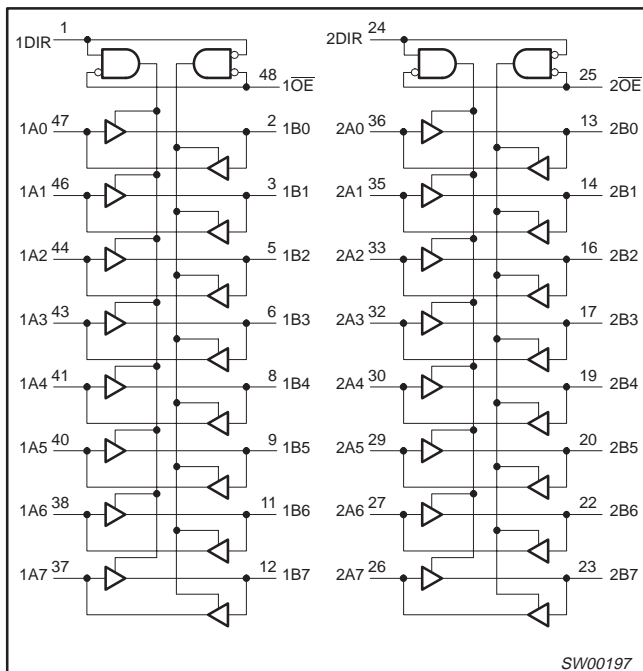 1DIR 1 2DIR 24
48 1O̅E̅ 25 2O̅E̅
1A0 47 2 1B0 2A0 36 13 2B0
1A1 46 3 1B1 2A1 35 14 2B1
1A2 44 5 1B2 2A2 33 16 2B2
1A3 43 6 1B3 2A3 32 17 2B3
1A4 41 8 1B4 2A4 30 19 2B4
1A5 40 9 1B5 2A5 29 20 2B5
1A6 38 11 1B6 2A6 27 22 2B6
1A7 37 12 1B7 2A7 26 23 2B7
SW00197